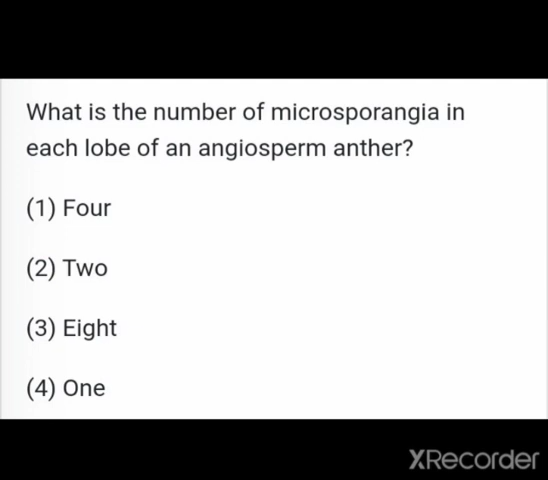 What is the number of microsporangia in
each lobe of an angiosperm anther?
(1) Four
(2) Two
(3) Eight
(4) One
XRecorder